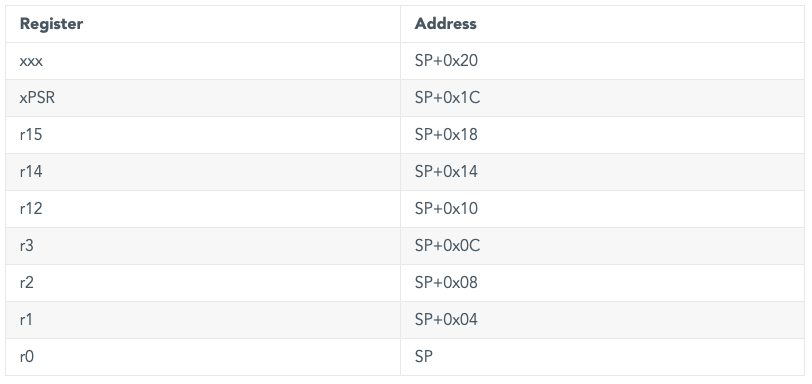 Register Address
xxx SP+0x20
xPSR SP+0x1C
r15 SP+0x18
r14 SP+0x14
r12 SP+0x10
r3 SP+0x0C
r2 SP+0x08
r1 SP+0x04
r0 SP